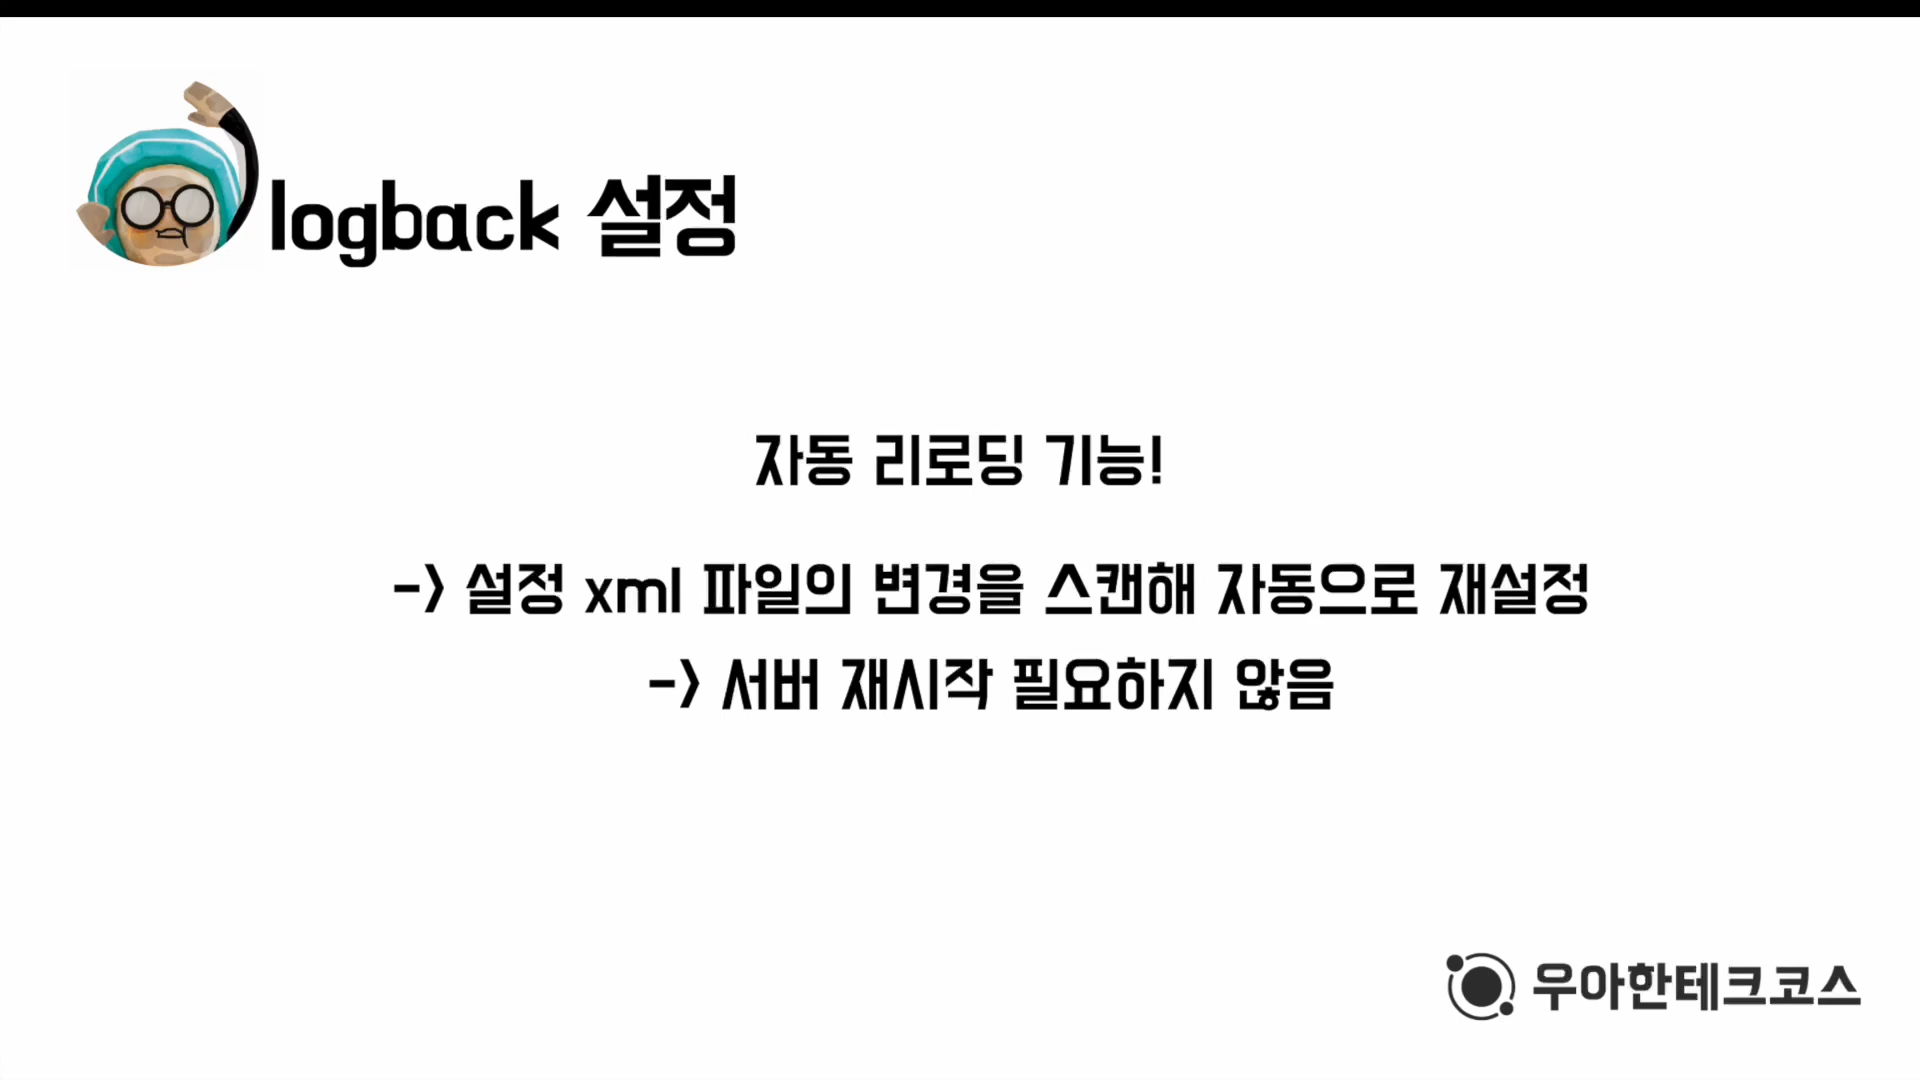 logback 설정
자동 리로딩 기능!
-> 설정 xml 파일의 변경을 스캔해 자동으로 재설정
-> 서버 재시작 필요하지 않음
우아한테크코스